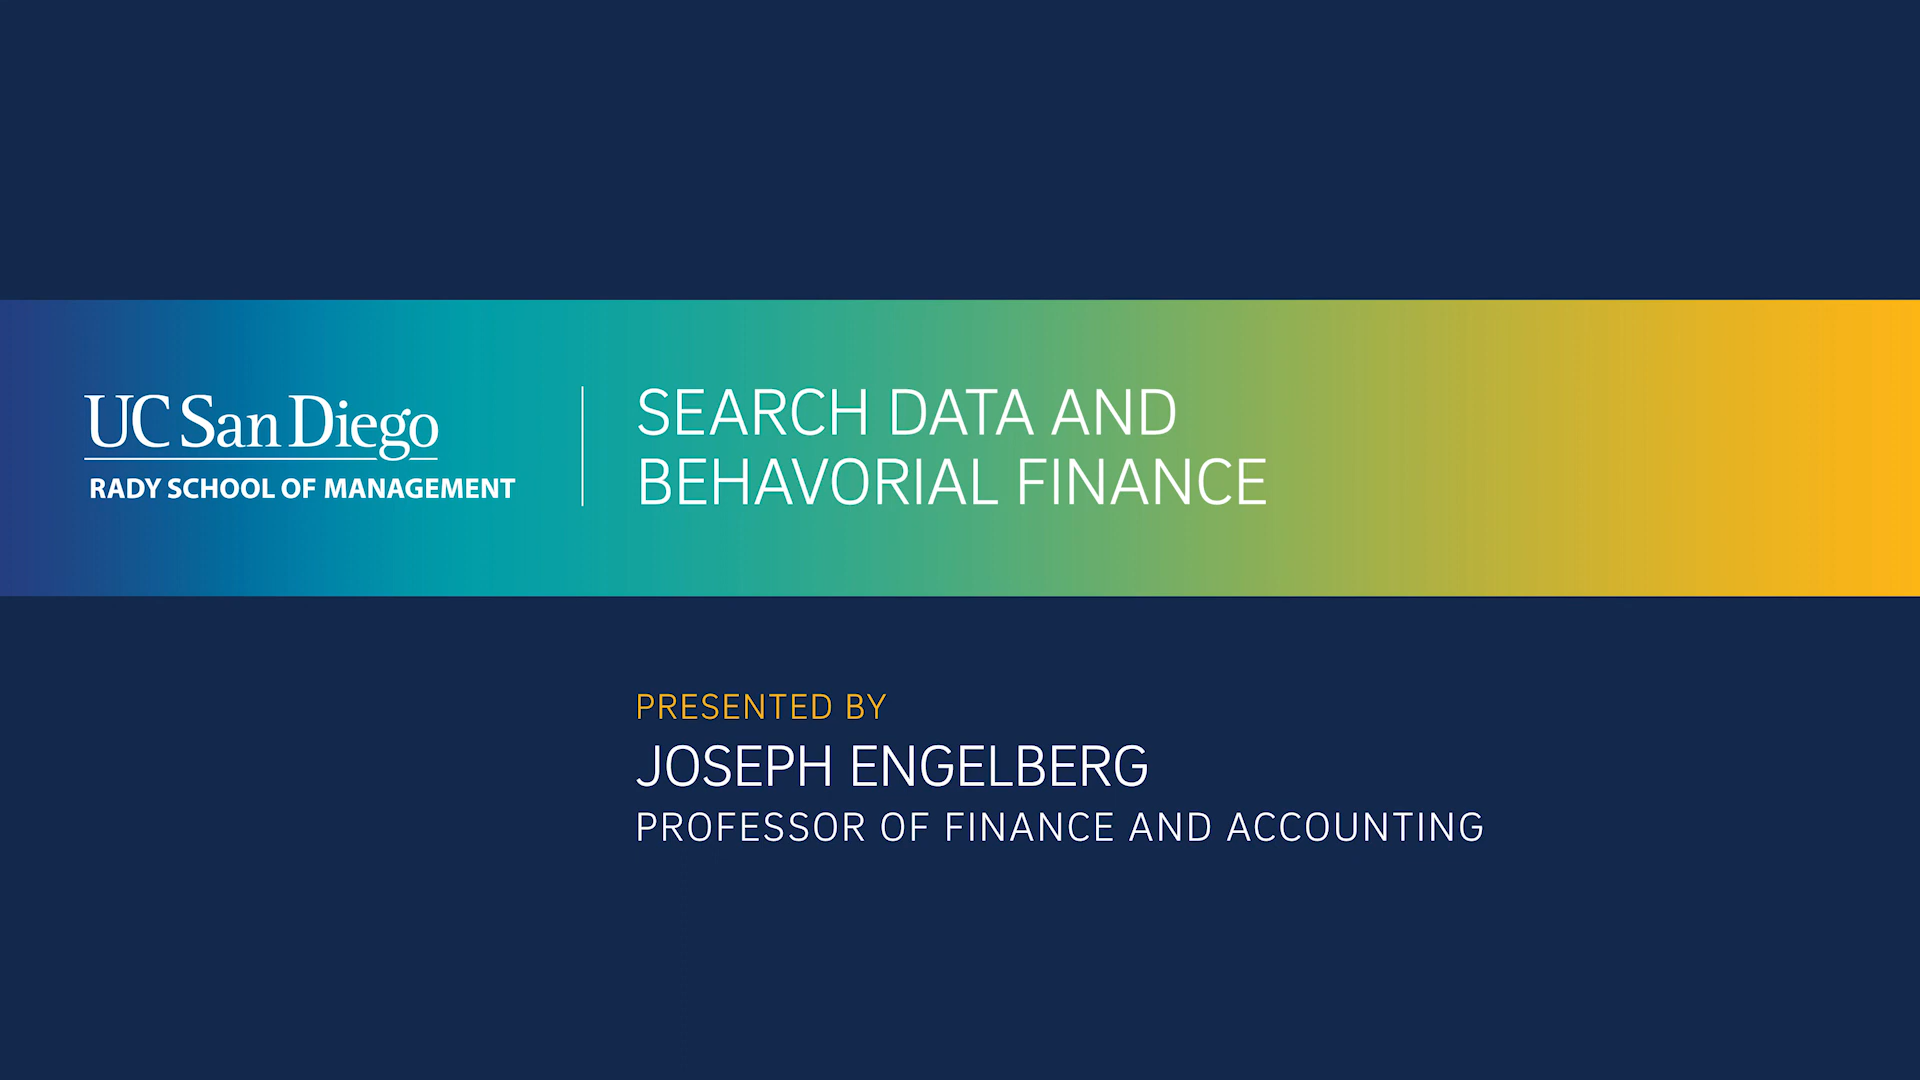 UC San Diego
RADY SCHOOL OF MANAGEMENT
SEARCH DATA AND
BEHAVORIAL FINANCE
PRESENTED BY
JOSEPH ENGELBERG
PROFESSOR OF FINANCE AND ACCOUNTING